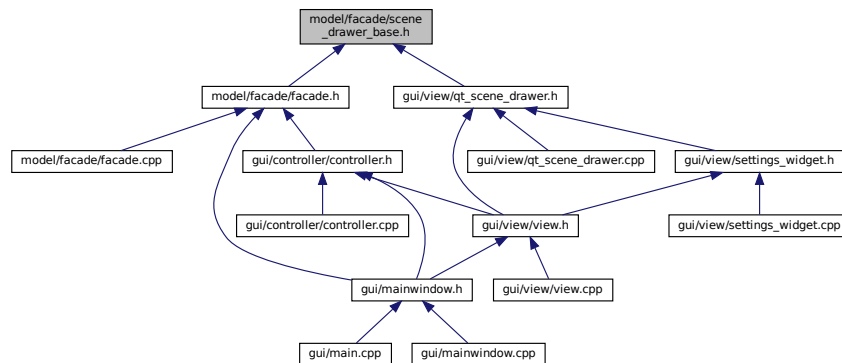 model/facade/scene
_drawer_base.h
model/facade/facade.h
gui/view/qt_scene_drawer.h
model/facade/facade.cpp
gui/controller/controller.h
gui/view/qt_scene_drawer.cpp
gui/view/settings_widget.h
gui/controller/controller.cpp
gui/view/view.h
gui/view/settings_widget.cpp
gui/mainwindow.h
gui/view/view.cpp
gui/main.cpp
gui/mainwindow.cpp